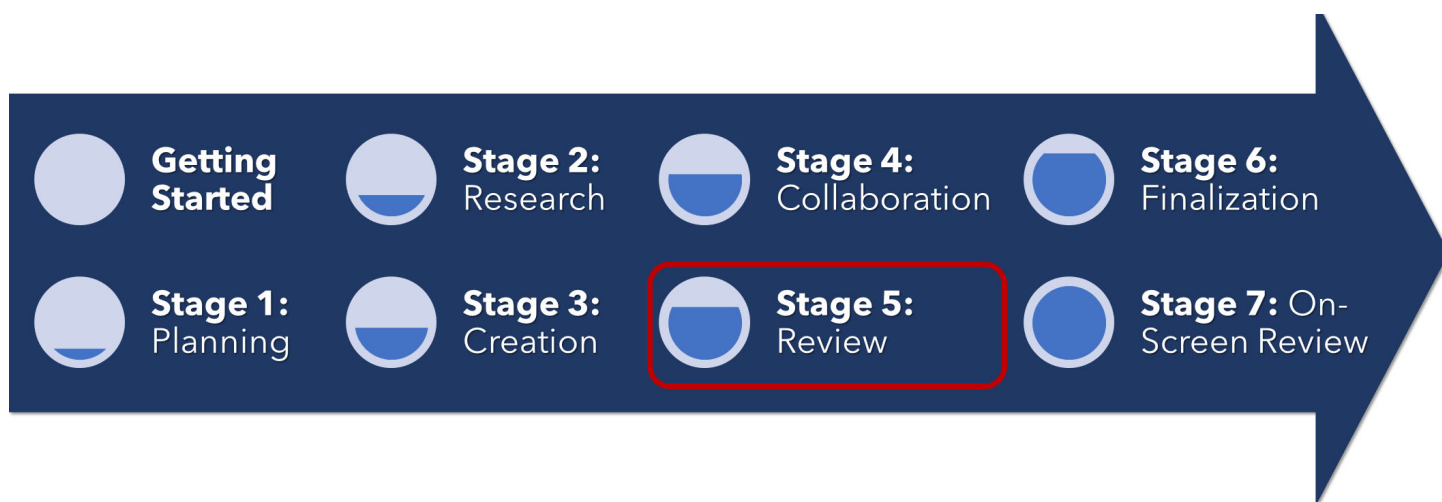 Getting
Started
Stage 1:
Planning
Stage 2:
Research
Stage 3:
Creation
Stage 4:
Collaboration
Stage 5:
Review
Stage 6:
Finalization
Stage 7: On-
Screen Review